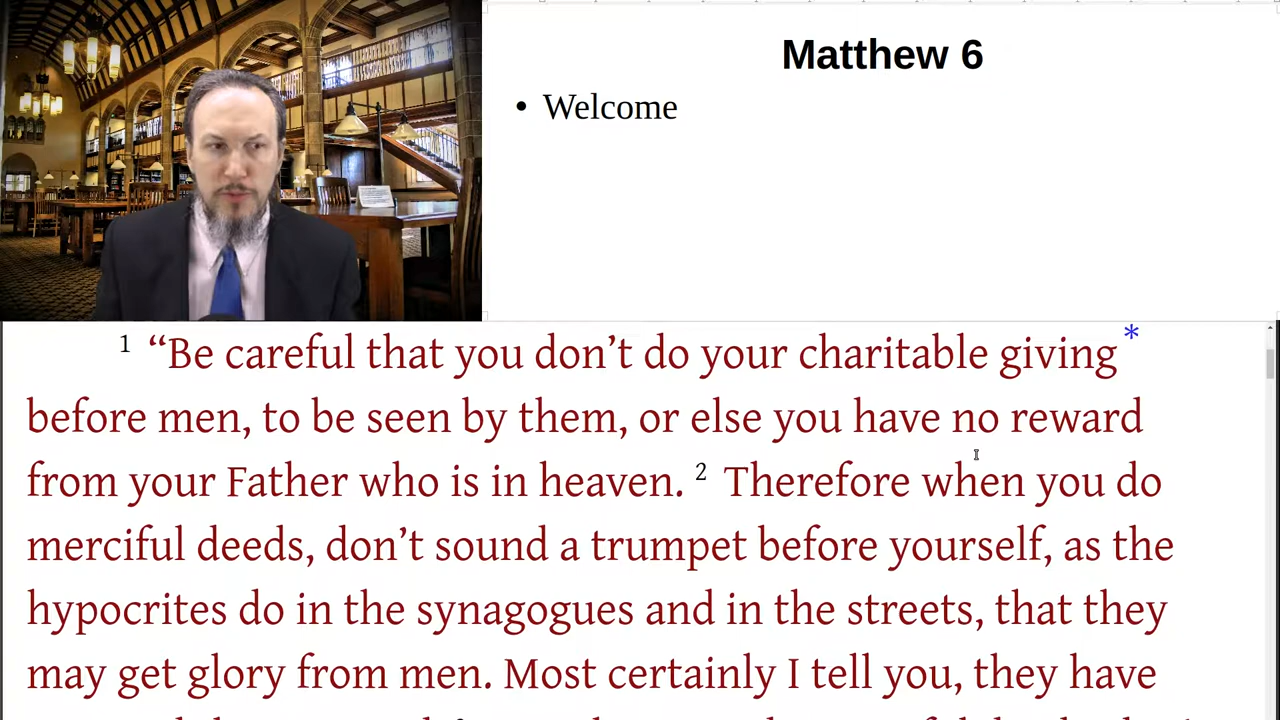 Matthew 6
• Welcome
1 “Be careful that you don’t do your charitable giving *
before men, to be seen by them, or else you have no reward
from your Father who is in heaven. 2 Therefore when you do
merciful deeds, don’t sound a trumpet before yourself, as the
hypocrites do in the synagogues and in the streets, that they
may get glory from men. Most certainly I tell you, they have